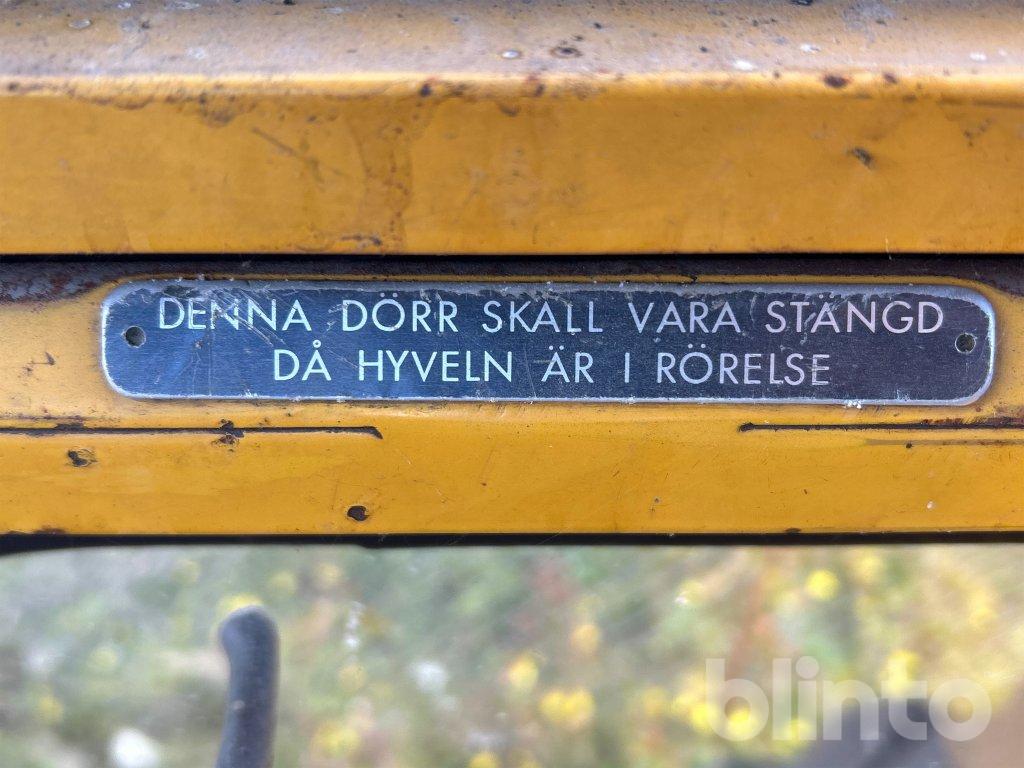 DENNA DÖRR SKALL VARA STÄNGD
DÅ HYVELN ÄR I RÖRELSE
blinto